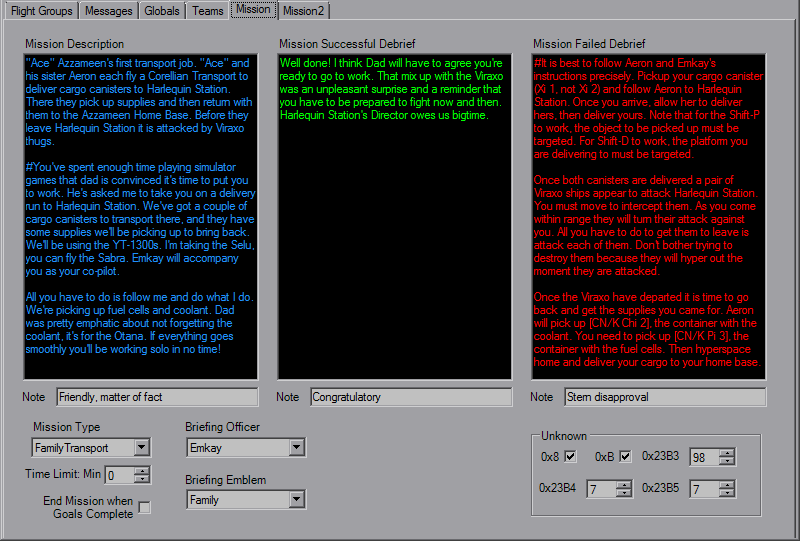 Flight Groups Messages Globals Teams Mission Mission2
Mission Description
"Ace" Azzameen's first transport job. "Ace" and
his sister Aeron each fly a Corellian Transport to
deliver cargo canisters to Harlequin Station.
There they pick up supplies and then return with
them to the Azzameen Home Base. Before they
leave Harlequin Station it is attacked by Viraxo
thugs.
#You've spent enough time playing simulator
games that dad is convinced it's time to put you
to work. He's asked me to take you on a delivery
run to Harlequin Station. We've got a couple of
cargo canisters to transport there, and they have
some supplies we'll be picking up to bring back.
We'll be using the YT-1300s. I'm taking the Selu,
you can fly the Sabra. Emkay will accompany
you as your co-pilot.
All you have to do is follow me and do what I do.
We're picking up fuel cells and coolant. Dad
was pretty emphatic about not forgetting the
coolant, it's for the Otana. If everything goes
smoothly you'll be working solo in no time!
Note Friendly, matter of fact
Mission Successful Debrief
Well done! I think Dad will have to agree you're
ready to go to work. That mix up with the Viraxo
was an unpleasant surprise and a reminder that
you have to be prepared to fight now and then.
Harlequin Station's Director owes us bigtime.
Note Congratulatory
Mission Failed Debrief
#It is best to follow Aeron and Emkay's
instructions precisely. Pickup your cargo canister
(Xi 1, not Xi 2) and follow Aeron to Harlequin
Station. Once you arrive, allow her to deliver
hers, then deliver yours. Note that for the Shift-P
to work, the object to be picked up must be
targeted. For Shift-D to work, the platform you
are delivering to must be targeted.
Once both canisters are delivered a pair of
Viraxo ships appear to attack Harlequin Station.
You must move to intercept them. As you come
within range they will turn their attack against
you. All you have to do to get them to leave is
attack each of them. Don't bother trying to
destroy them because they will hyper out the
moment they are attacked.
Once the Viraxo have departed it is time to go
back and get the supplies you came for. Aeron
will pick up [CN/K Chi 2], the container with the
coolant. You need to pick up [CN/K Pi 3], the
container with the fuel cells. Then hyperspace
home and deliver your cargo to your home base.
Note Stern disapproval
Mission Type
FamilyTransport
Time Limit: Min 0
End Mission when
Goals Complete
Briefing Officer
Emkay
Briefing Emblem
Family
Unknown
0x8 0xB 0x23B3 98
0x23B4 7 0x23B5 7